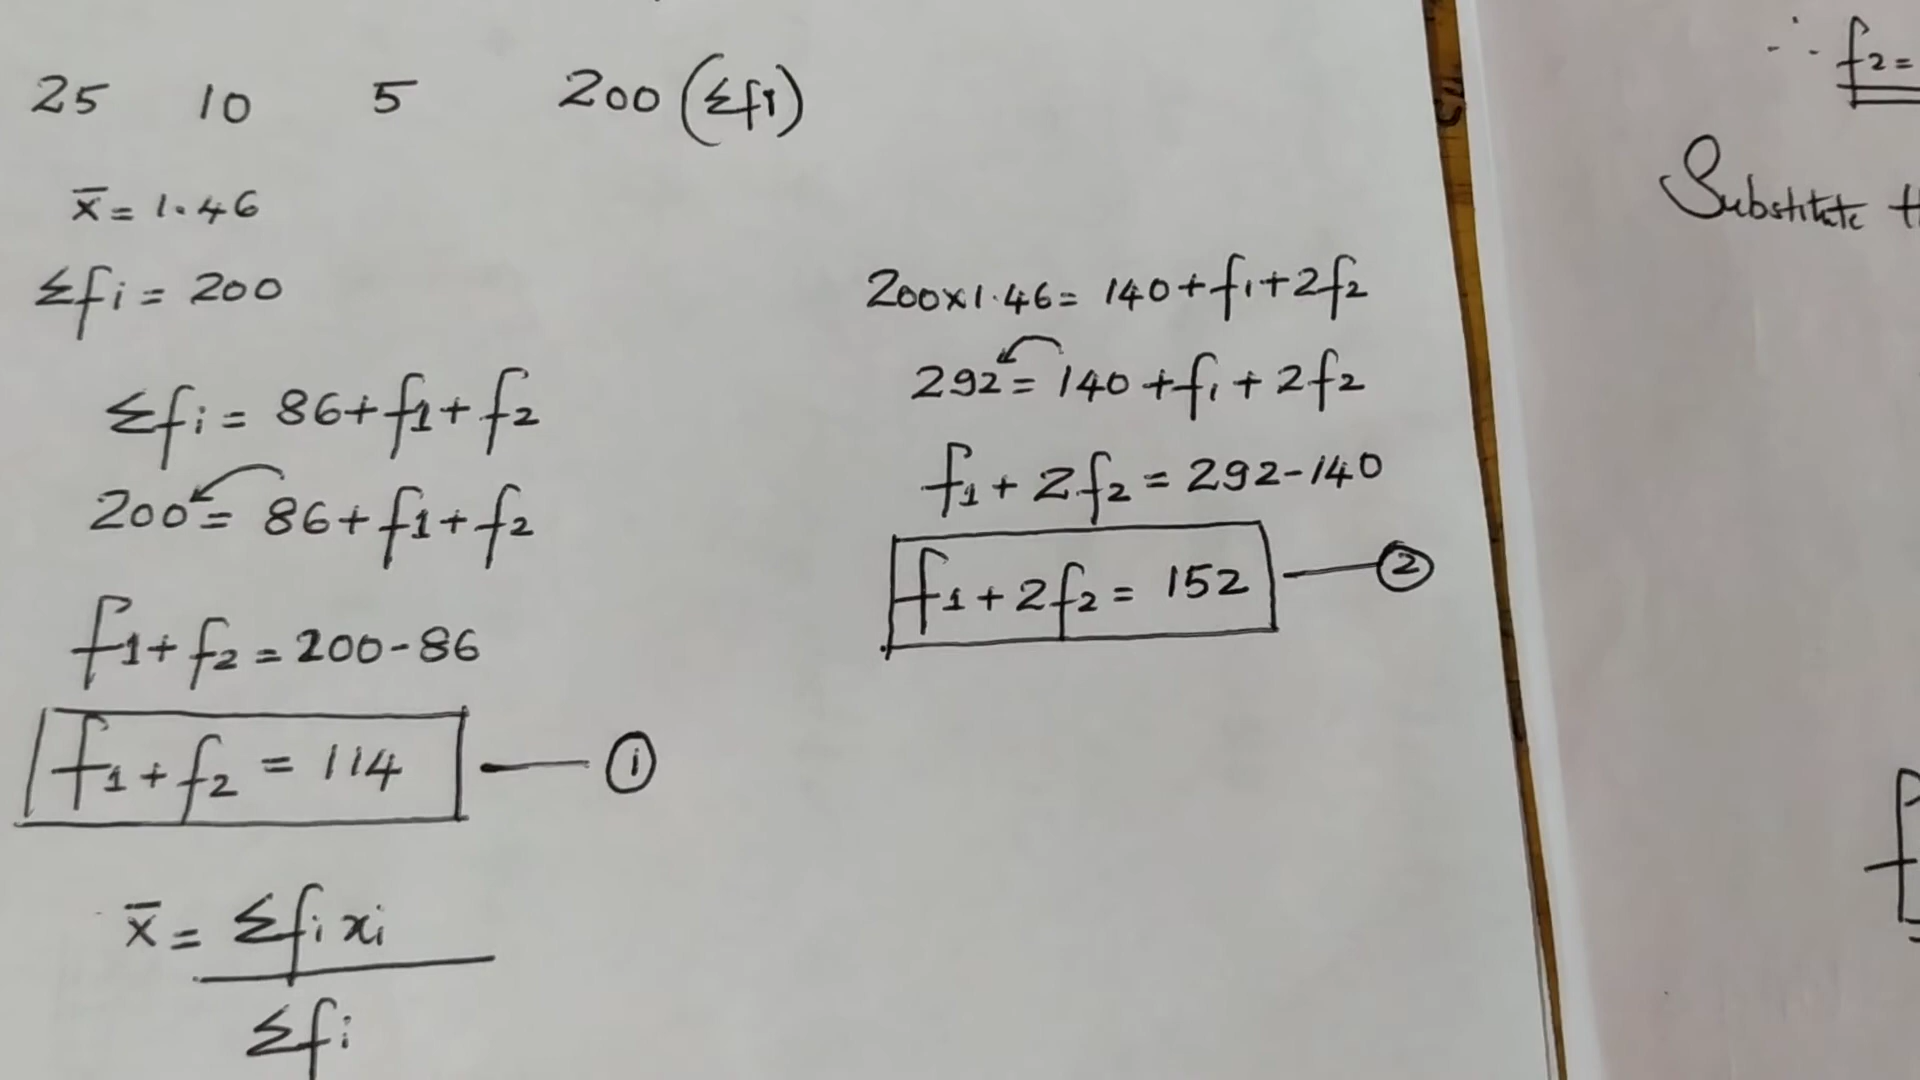 25 10 5 200 (Σfi)
x̄ = 1.46
Σfi = 200
Σfi = 86+f1+f2
200 = 86+f1+f2
f1+f2 = 200-86
f1+f2 = 114 — ①
x̄ = Σfi xi
Σfi
200x1.46 = 140+f1+2f2
292 = 140+f1+2f2
f1+2f2 = 292-140
f1+2f2 = 152 — ②
∴ f2 =
Substitute
f